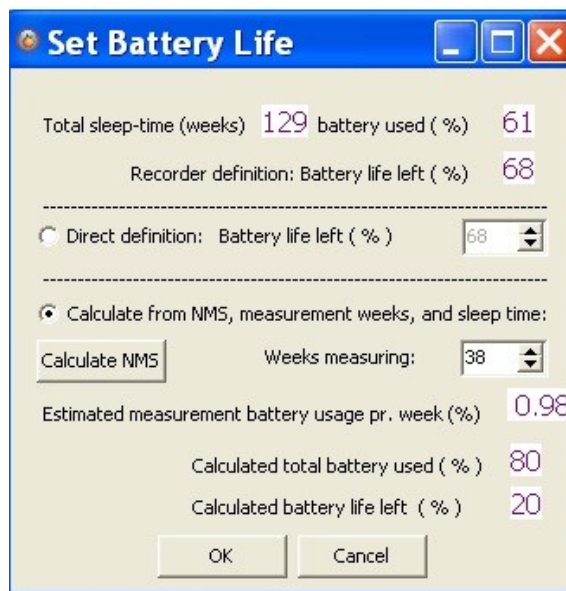 Set Battery Life
Total sleep-time (weeks) 129 battery used ( %) 61
Recorder definition: Battery life left ( %) 68
Direct definition: Battery life left ( % ) 68
Calculate from NMS, measurement weeks, and sleep time:
Calculate NMS Weeks measuring: 38
Estimated measurement battery usage pr. week (%) 0.98
Calculated total battery used ( % ) 80
Calculated battery life left ( % ) 20
OK Cancel